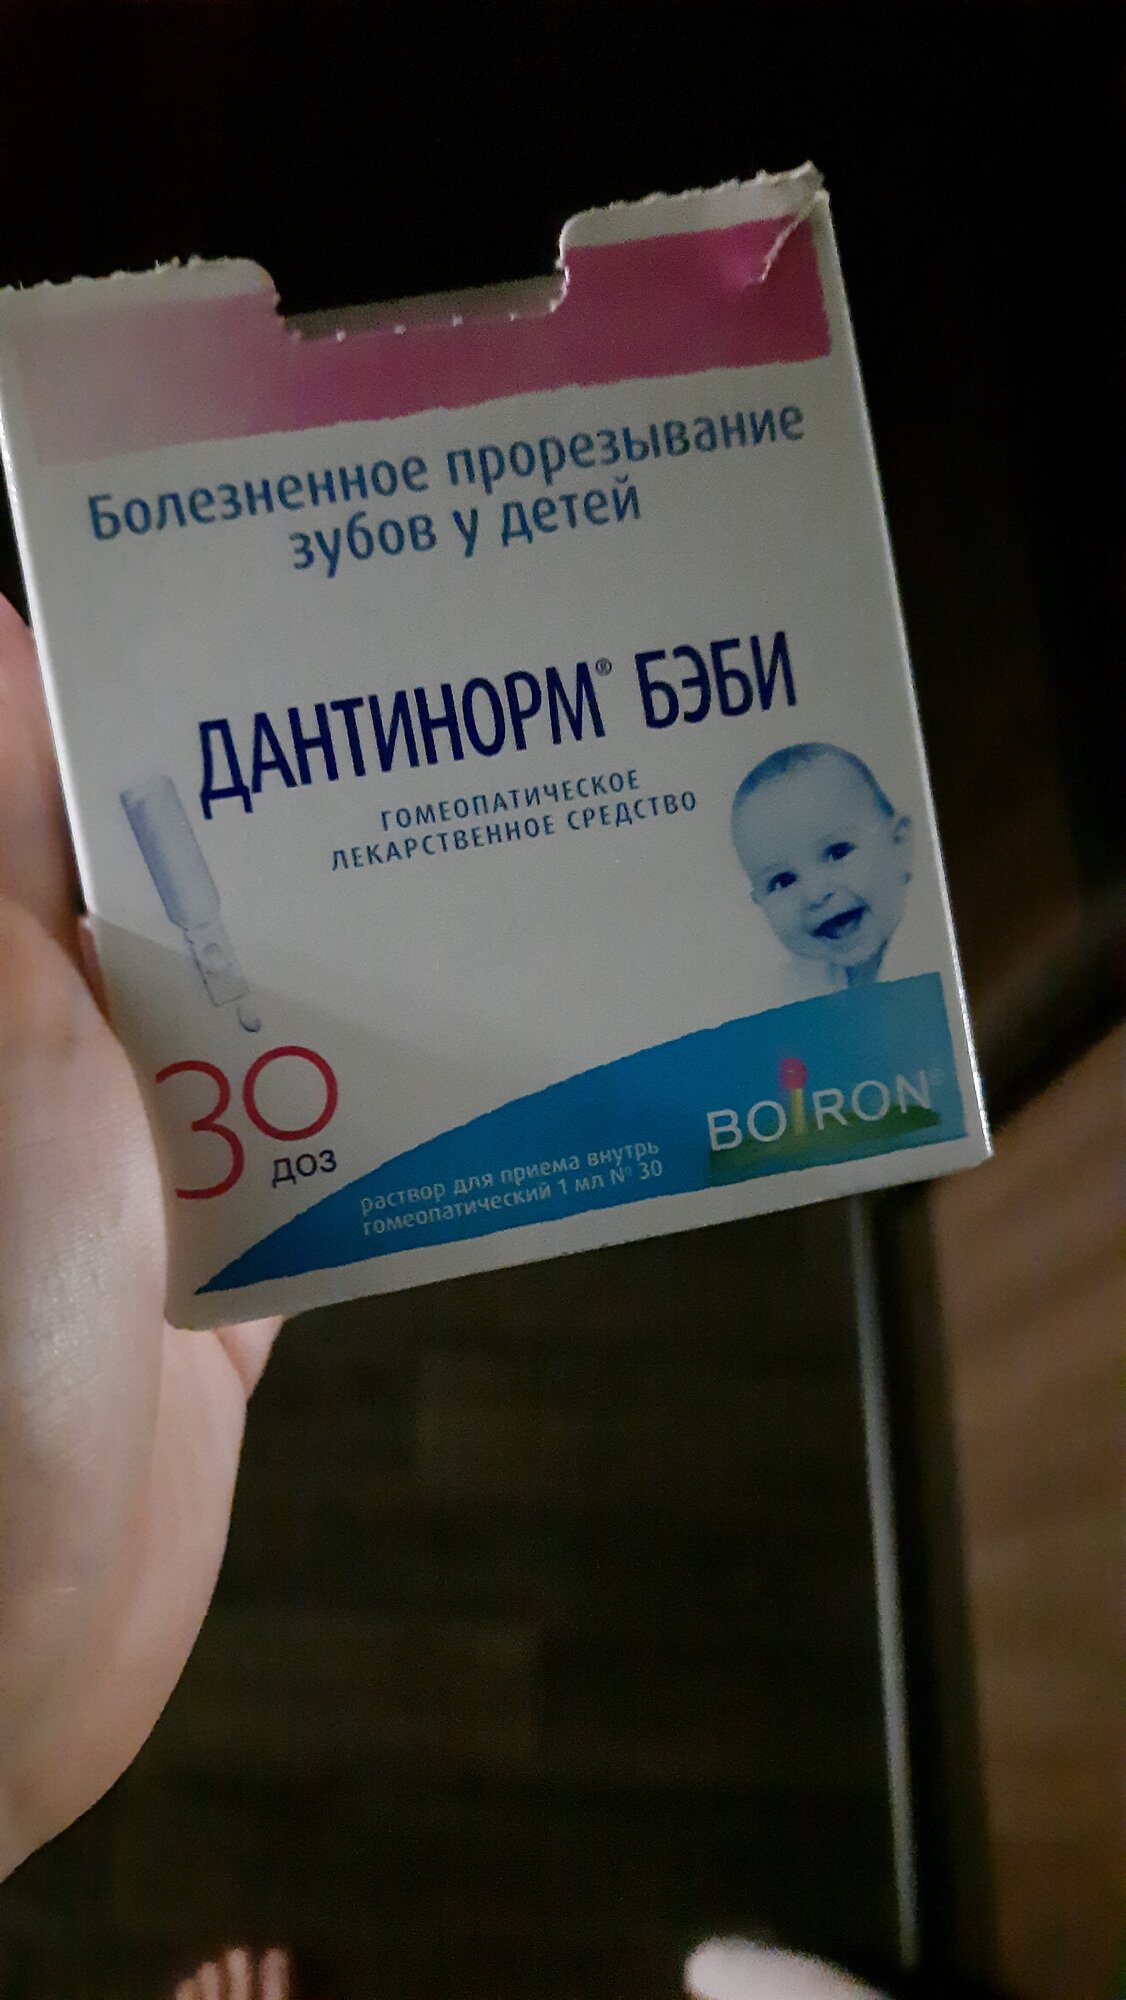 Болезненное прорезывание
зубов у детей
ДАНТИНОРМ® БЭБИ
ГОМЕОПАТИЧЕСКОЕ
ЛЕКАРСТВЕННОЕ СРЕДСТВО
30
доз
раствор для приема внутрь
гомеопатический 1 мл № 30
BOIRON®